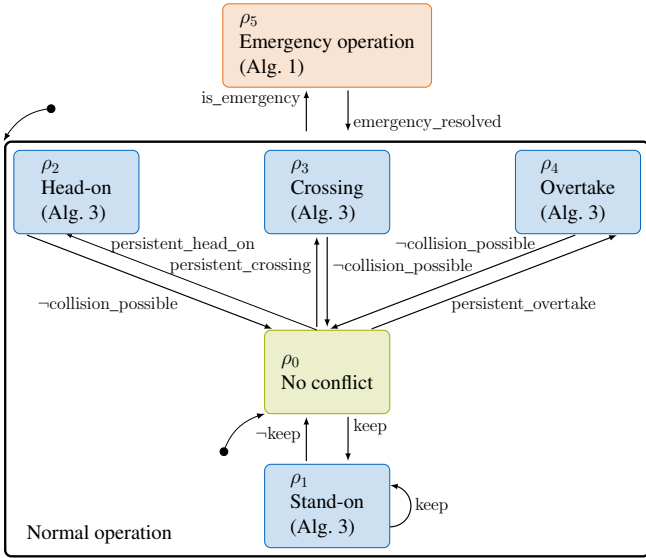 ρ5
Emergency operation
(Alg. 1)
is_emergency
emergency_resolved
ρ2
Head-on
(Alg. 3)
ρ3
Crossing
(Alg. 3)
ρ4
Overtake
(Alg. 3)
persistent_head_on
¬collision_possible
persistent_crossing
¬collision_possible
¬collision_possible
persistent_overtake
ρ0
No conflict
¬keep
keep
ρ1
Stand-on
(Alg. 3)
keep
Normal operation